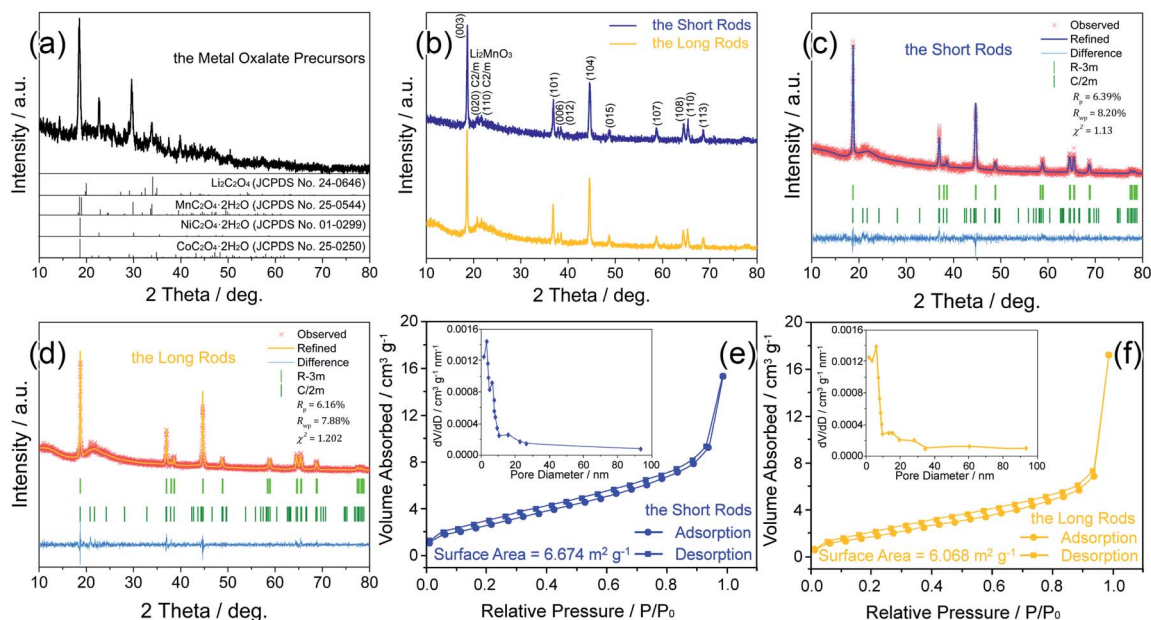 (a)
the Metal Oxalate Precursors
Intensity / a.u.
Li₂C₂O₄ (JCPDS No. 24-0646)
MnC₂O₄·2H₂O (JCPDS No. 25-0544)
NiC₂O₄·2H₂O (JCPDS No. 01-0299)
CoC₂O₄·2H₂O (JCPDS No. 25-0250)
10 20 30 40 50 60 70 80
2 Theta / deg.
(b)
the Short Rods
the Long Rods
Intensity / a.u.
(003)
Li₂MnO₃
(020) C2/m
(110) C2/m
(101)
(006)
(012)
(104)
(015)
(107)
(108)
(110)
(113)
10 20 30 40 50 60 70 80
2 Theta / deg.
(c)
the Short Rods
Intensity / a.u.
Observed
Refined
Difference
R-3m
C/2m
Rp = 6.39%
Rwp = 8.20%
χ² = 1.13
10 20 30 40 50 60 70 80
2 Theta / deg.
(d)
the Long Rods
Intensity / a.u.
Observed
Refined
Difference
R-3m
C/2m
Rp = 6.16%
Rwp = 7.88%
χ² = 1.202
10 20 30 40 50 60 70 80
2 Theta / deg.
(e)
Volume Absorbed / cm³ g⁻¹
20
16
12
8
4
0
dV/dD / cm³ g⁻¹ nm⁻¹
0.0016
0.0012
0.0008
0.0004
0.0000
0 20 40 60 80 100
Pore Diameter / nm
the Short Rods
Adsorption
Surface Area = 6.674 m² g⁻¹
Desorption
0.0 0.2 0.4 0.6 0.8 1.0
Relative Pressure / P/P₀
(f)
Volume Absorbed / cm³ g⁻¹
20
16
12
8
4
0
dV/dD / cm³ g⁻¹ nm⁻¹
0.0016
0.0012
0.0008
0.0004
0.0000
0 20 40 60 80 100
Pore Diameter / nm
the Long Rods
Adsorption
Surface Area = 6.068 m² g⁻¹
Desorption
0.0 0.2 0.4 0.6 0.8 1.0
Relative Pressure / P/P₀